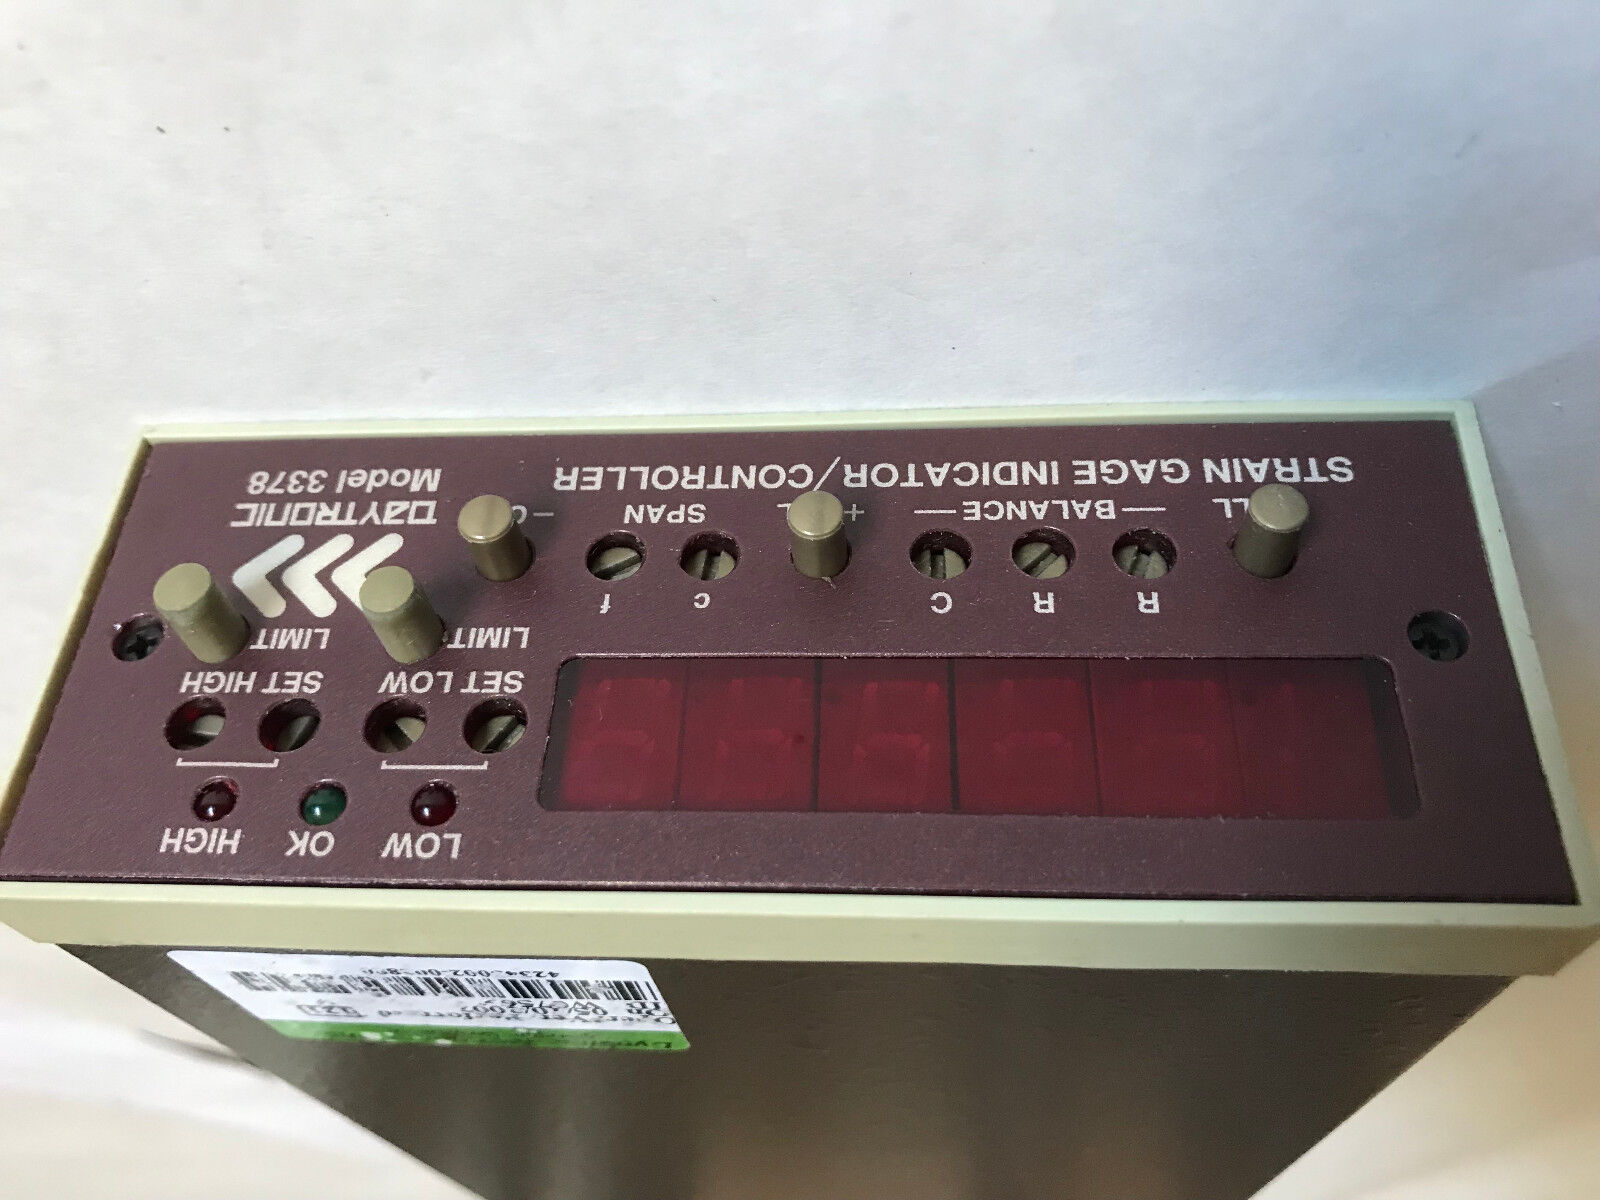 LOW OK HIGH
SET LOW SET HIGH
LIMIT LIMIT
R R C c f
—BALANCE— + SPAN —
DAYTRONIC
STRAIN GAGE INDICATOR/CONTROLLER
Model 3378